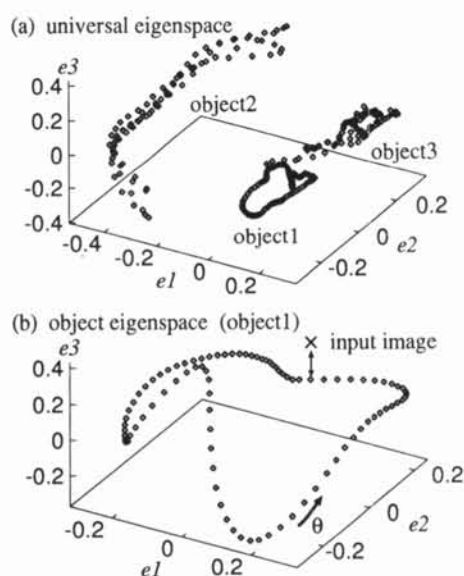 (a) universal eigenspace
e3
0.4
0.2
0
-0.2
-0.4
object2
object3
object1
-0.4
-0.2
0
0.2
e1
-0.2
0
0.2
e2
(b) object eigenspace (object1)
e3
× input image
0.4
0.2
0
-0.2
θ
-0.2
0
0.2
e1
-0.2
0
0.2
e2